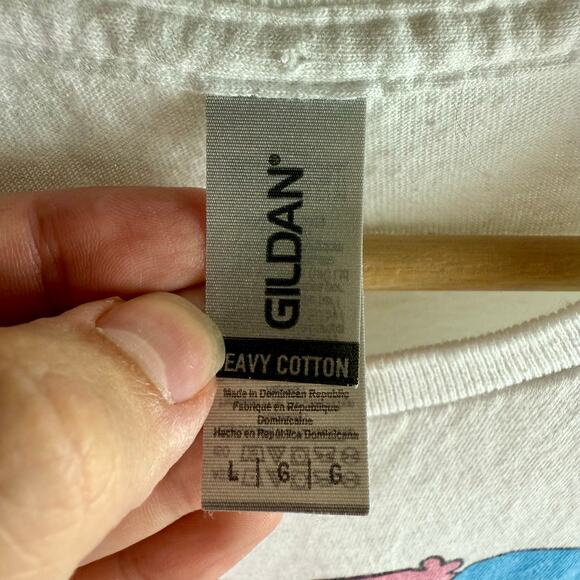 GILDAN®
EAVY COTTON
Made in Dominican Republic
Fabriqué en République
Dominicaine
Hecho en República Dominicana
L | G | G